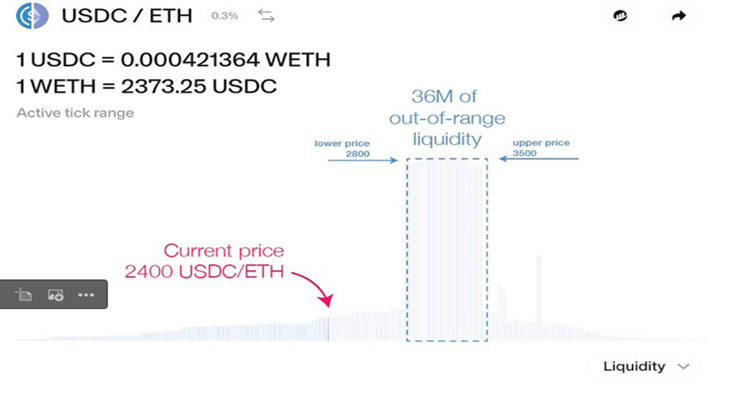 USDC / ETH 0.3%
1 USDC = 0.000421364 WETH
1 WETH = 2373.25 USDC
Active tick range
36M of
out-of-range
liquidity
lower price
2800
upper price
3500
Current price
2400 USDC/ETH
Liquidity